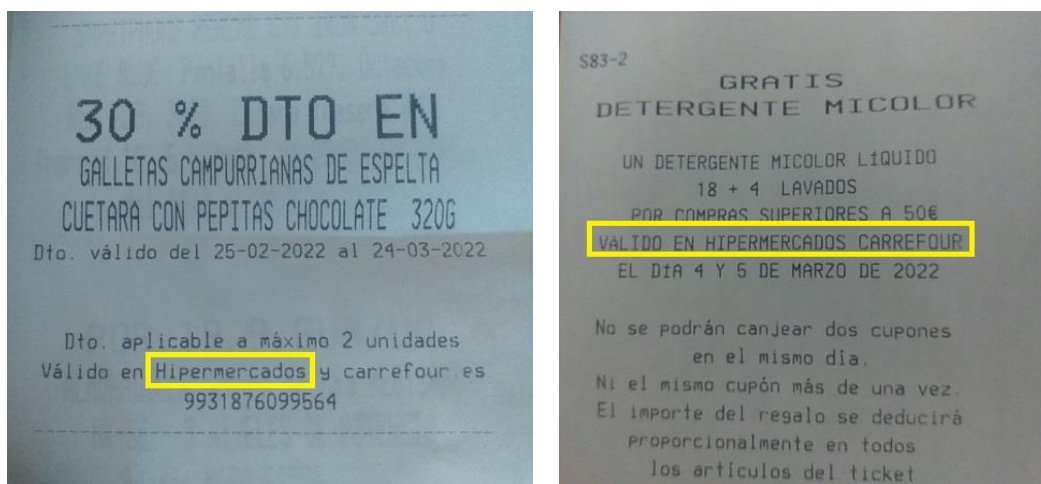 30 % DTO EN
GALLETAS CAMPURRIANAS DE ESPELTA
CUETARA CON PEPITAS CHOCOLATE 320G
Dto. válido del 25-02-2022 al 24-03-2022
Dto. aplicable a máximo 2 unidades
Válido en Hipermercados y carrefour.es
9931876099564
S83-2
GRATIS
DETERGENTE MICOLOR
UN DETERGENTE MICOLOR LÍQUIDO
18 + 4 LAVADOS
POR COMPRAS SUPERIORES A 50€
VÁLIDO EN HIPERMERCADOS CARREFOUR
EL DÍA 4 Y 5 DE MARZO DE 2022
No se podrán canjear dos cupones
en el mismo día.
Ni el mismo cupón más de una vez.
El importe del regalo se deducirá
proporcionalmente en todos
los artículos del ticket